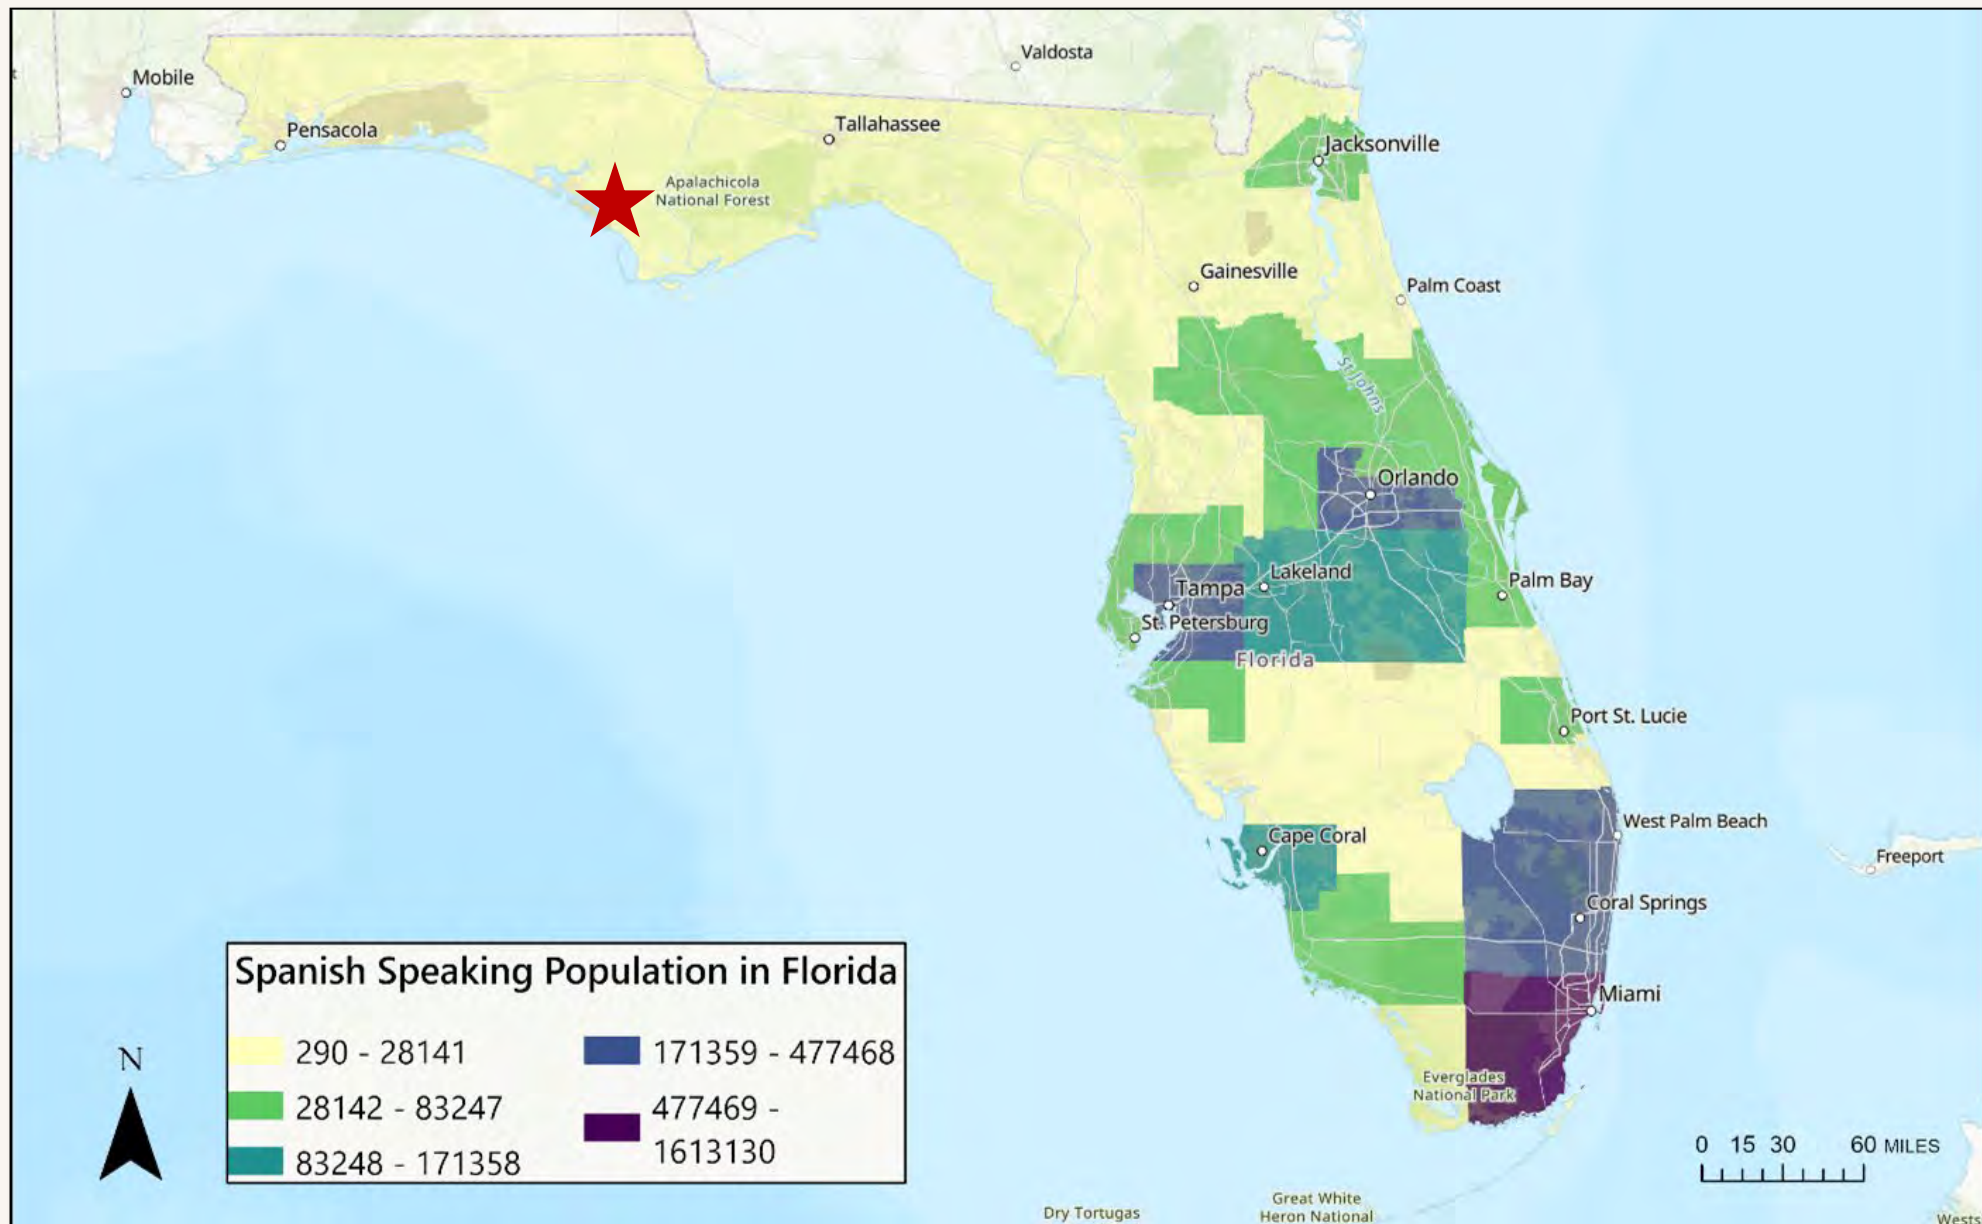 Mobile
Valdosta
Pensacola
Tallahassee
Jacksonville
Apalachicola
National Forest
Gainesville
Palm Coast
St Johns
Orlando
Lakeland
Tampa
Palm Bay
St. Petersburg
Florida
Port St. Lucie
West Palm Beach
Cape Coral
Freeport
Coral Springs
Miami
Everglades
National Park
Spanish Speaking Population in Florida
290 - 28141
28142 - 83247
83248 - 171358
171359 - 477468
477469 -
1613130
N
0 15 30 60 MILES
Great White
Heron National
Dry Tortugas